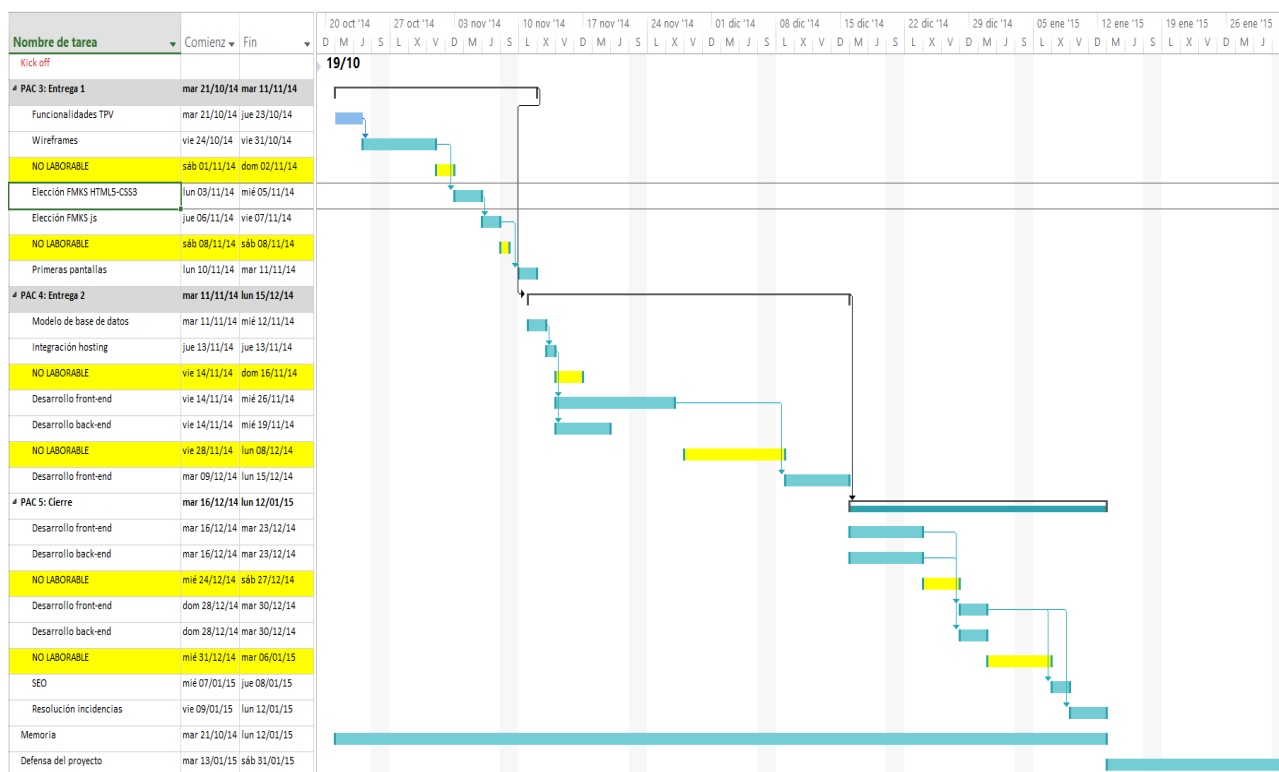 20 oct '14 27 oct '14 03 nov '14 10 nov '14 17 nov '14 24 nov '14 01 dic '14 08 dic '14 15 dic '14 22 dic '14 29 dic '14 05 ene '15 12 ene '15 19 ene '15 26 ene '15
Nombre de tarea Comienz Fin D M J S L X V D M J S L X V D M J S L X V D M J S L X V D M J S L X V D M J S L X V D M J S L X V D M J S L X V D M J
Kick off 19/10
PAC 3: Entrega 1 mar 21/10/14 mar 11/11/14
Funcionalidades TPV mar 21/10/14 jue 23/10/14
Wireframes vie 24/10/14 vie 31/10/14
NO LABORABLE sáb 01/11/14 dom 02/11/14
Elección FMKS HTML5-CSS3 lun 03/11/14 mié 05/11/14
Elección FMKS js jue 06/11/14 vie 07/11/14
NO LABORABLE sáb 08/11/14 sáb 08/11/14
Primeras pantallas lun 10/11/14 mar 11/11/14
PAC 4: Entrega 2 mar 11/11/14 lun 15/12/14
Modelo de base de datos mar 11/11/14 mié 12/11/14
Integración hosting jue 13/11/14 jue 13/11/14
NO LABORABLE vie 14/11/14 dom 16/11/14
Desarrollo front-end vie 14/11/14 mié 26/11/14
Desarrollo back-end vie 14/11/14 mié 19/11/14
NO LABORABLE vie 28/11/14 lun 08/12/14
Desarrollo front-end mar 09/12/14 lun 15/12/14
PAC 5: Cierre mar 16/12/14 lun 12/01/15
Desarrollo front-end mar 16/12/14 mar 23/12/14
Desarrollo back-end mar 16/12/14 mar 23/12/14
NO LABORABLE mié 24/12/14 sáb 27/12/14
Desarrollo front-end dom 28/12/14 mar 30/12/14
Desarrollo back-end dom 28/12/14 mar 30/12/14
NO LABORABLE mié 31/12/14 mar 06/01/15
SEO mié 07/01/15 jue 08/01/15
Resolución incidencias vie 09/01/15 lun 12/01/15
Memoria mar 21/10/14 lun 12/01/15
Defensa del proyecto mar 13/01/15 sáb 31/01/15